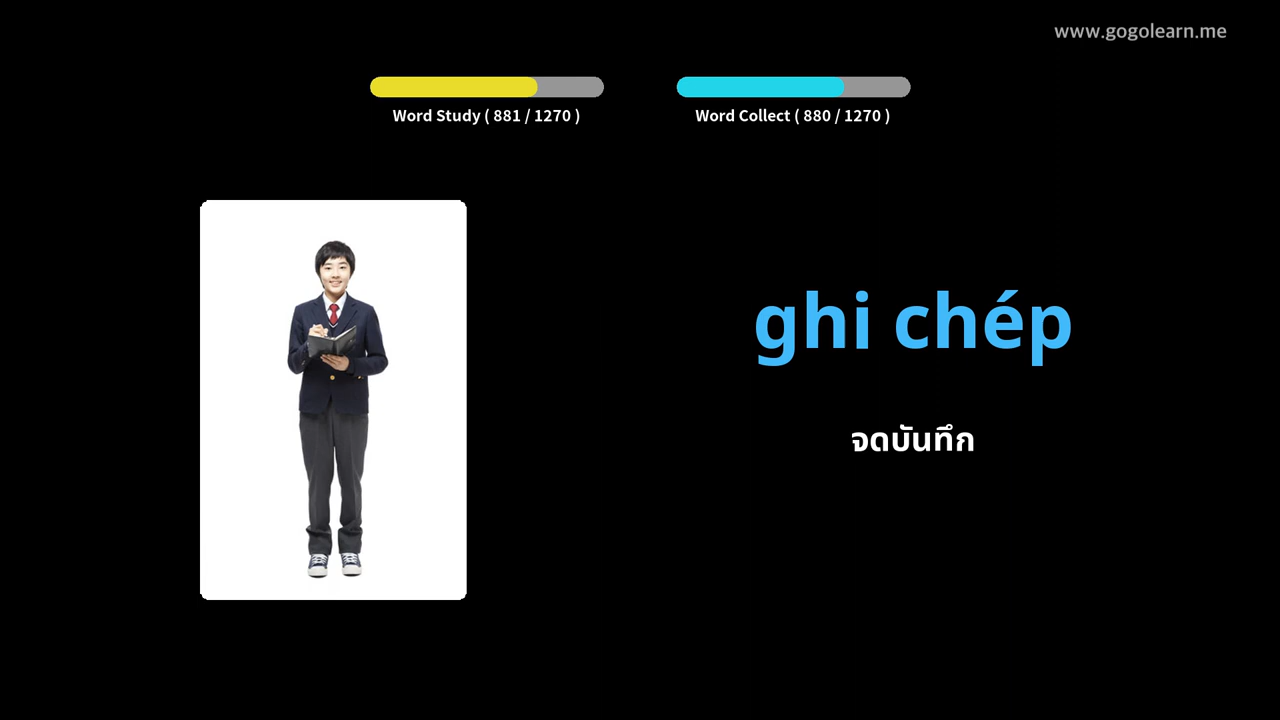 www.gogolearn.me
Word Study ( 881 / 1270 )
Word Collect ( 880 / 1270 )
ghi chép
จดบันทึก